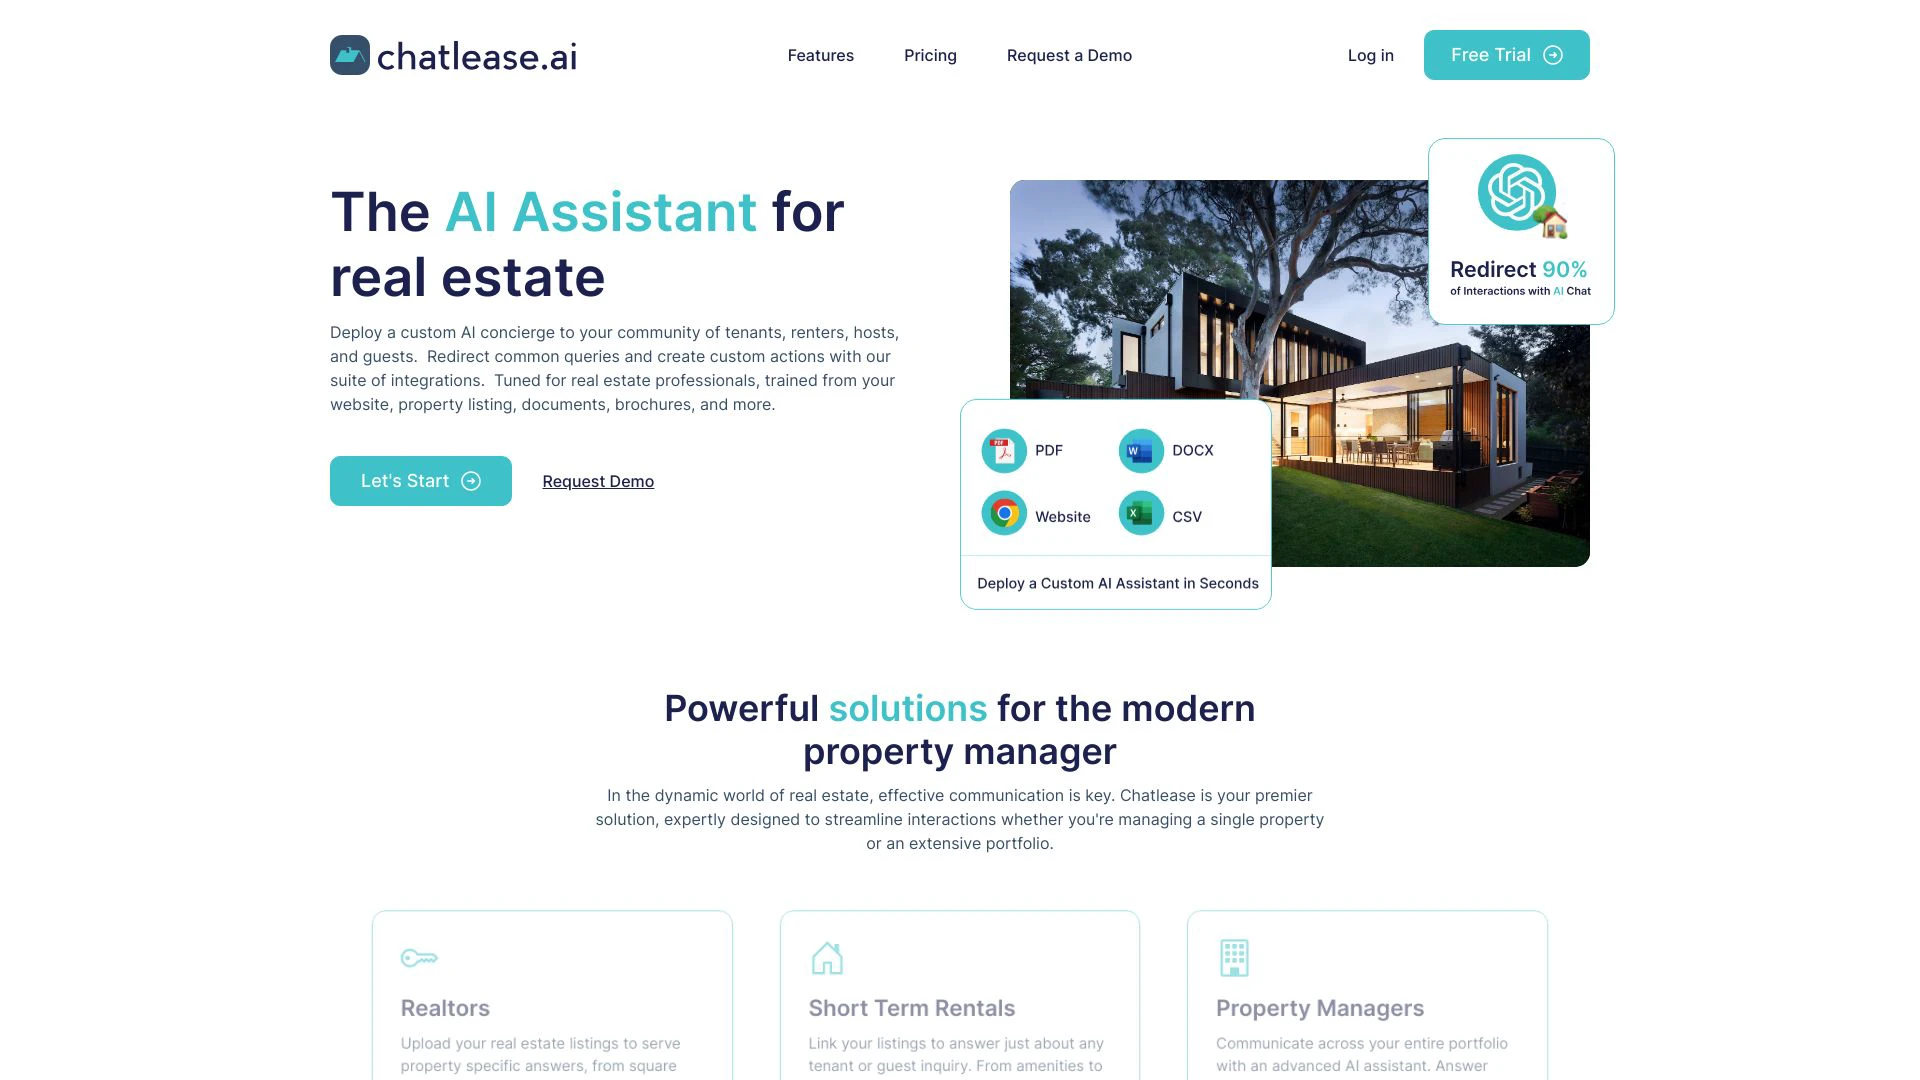 chatlease.ai
Features
Pricing
Request a Demo
Log in
Free Trial
The AI Assistant for
real estate
Deploy a custom AI concierge to your community of tenants, renters, hosts,
and guests.  Redirect common queries and create custom actions with our
suite of integrations.  Tuned for real estate professionals, trained from your
website, property listing, documents, brochures, and more.
Let's Start
Request Demo
Redirect 90%
of Interactions with AI Chat
PDF
PDF
W
DOCX
Website
X
CSV
Deploy a Custom AI Assistant in Seconds
Powerful solutions for the modern
property manager
In the dynamic world of real estate, effective communication is key. Chatlease is your premier
solution, expertly designed to streamline interactions whether you're managing a single property
or an extensive portfolio.
Realtors
Upload your real estate listings to serve
property specific answers, from square
Short Term Rentals
Link your listings to answer just about any
tenant or guest inquiry. From amenities to
Property Managers
Communicate across your entire portfolio
with an advanced AI assistant. Answer